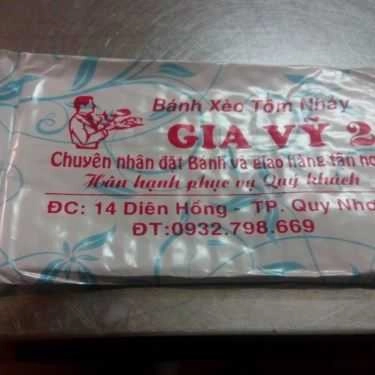 Bánh Xèo Tôm Nhảy
GIA VỸ 2
Chuyên nhận đặt Bánh và giao hàng tận
Hân hạnh phục vụ Quý khách
ĐC: 14 Diên Hồng - TP. Quy Nhơ
ĐT:0932.798.669